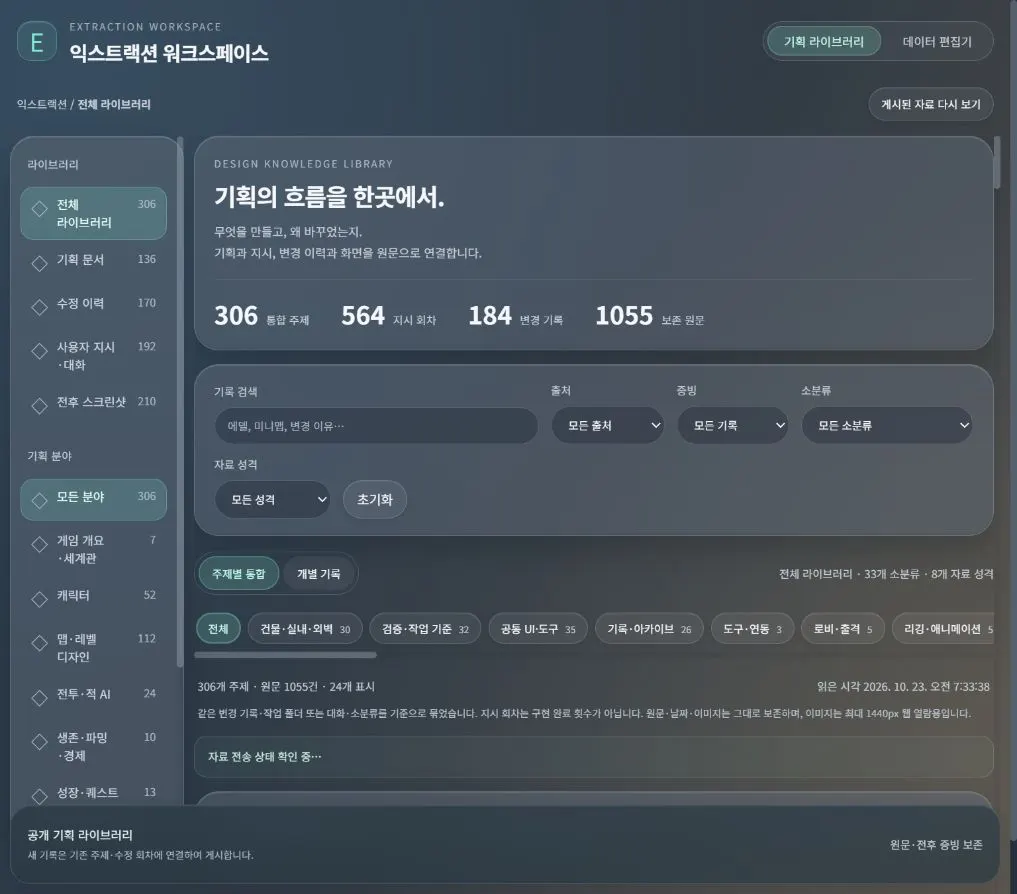 E
EXTRACTION WORKSPACE
익스트랙션 워크스페이스
기획 라이브러리
데이터 편집기
익스트랙션 / 전체 라이브러리
게시된 자료 다시 보기
라이브러리
전체
라이브러리
306
기획 문서
136
수정 이력
170
사용자 지시
·대화
192
전후 스크린샷
210
기획 분야
모든 분야
306
게임 개요
·세계관
7
캐릭터
52
맵·레벨
디자인
112
전투·적 AI
24
생존·파밍
·경제
10
성장·퀘스트
13
DESIGN KNOWLEDGE LIBRARY
기획의 흐름을 한곳에서.
무엇을 만들고, 왜 바꾸었는지.
기획과 지시, 변경 이력과 화면을 원문으로 연결합니다.
306 통합 주제
564 지시 회차
184 변경 기록
1055 보존 원문
기록 검색
에델, 미니맵, 변경 이유…
출처
모든 출처
증빙
모든 기록
소분류
모든 소분류
자료 성격
모든 성격
초기화
주제별 통합
개별 기록
전체 라이브러리 · 33개 소분류 · 8개 자료 성격
전체
건물·실내·외벽 30
검증·작업 기준 32
공통 UI·도구 35
기록·아카이브 26
도구·연동 3
로비·출격 5
리깅·애니메이션 5
306개 주제 · 원문 1055건 · 24개 표시
읽은 시각 2026. 10. 23. 오전 7:33:38
같은 변경 기록·작업 폴더 또는 대화·소분류를 기준으로 묶었습니다. 지시 회차는 구현 완료 횟수가 아닙니다. 원문·날짜·이미지는 그대로 보존하며, 이미지는 최대 1440px 웹 열람용입니다.
자료 전송 상태 확인 중…
공개 기획 라이브러리
새 기록은 기존 주제·수정 회차에 연결하여 게시합니다.
원문·전후 증빙 보존